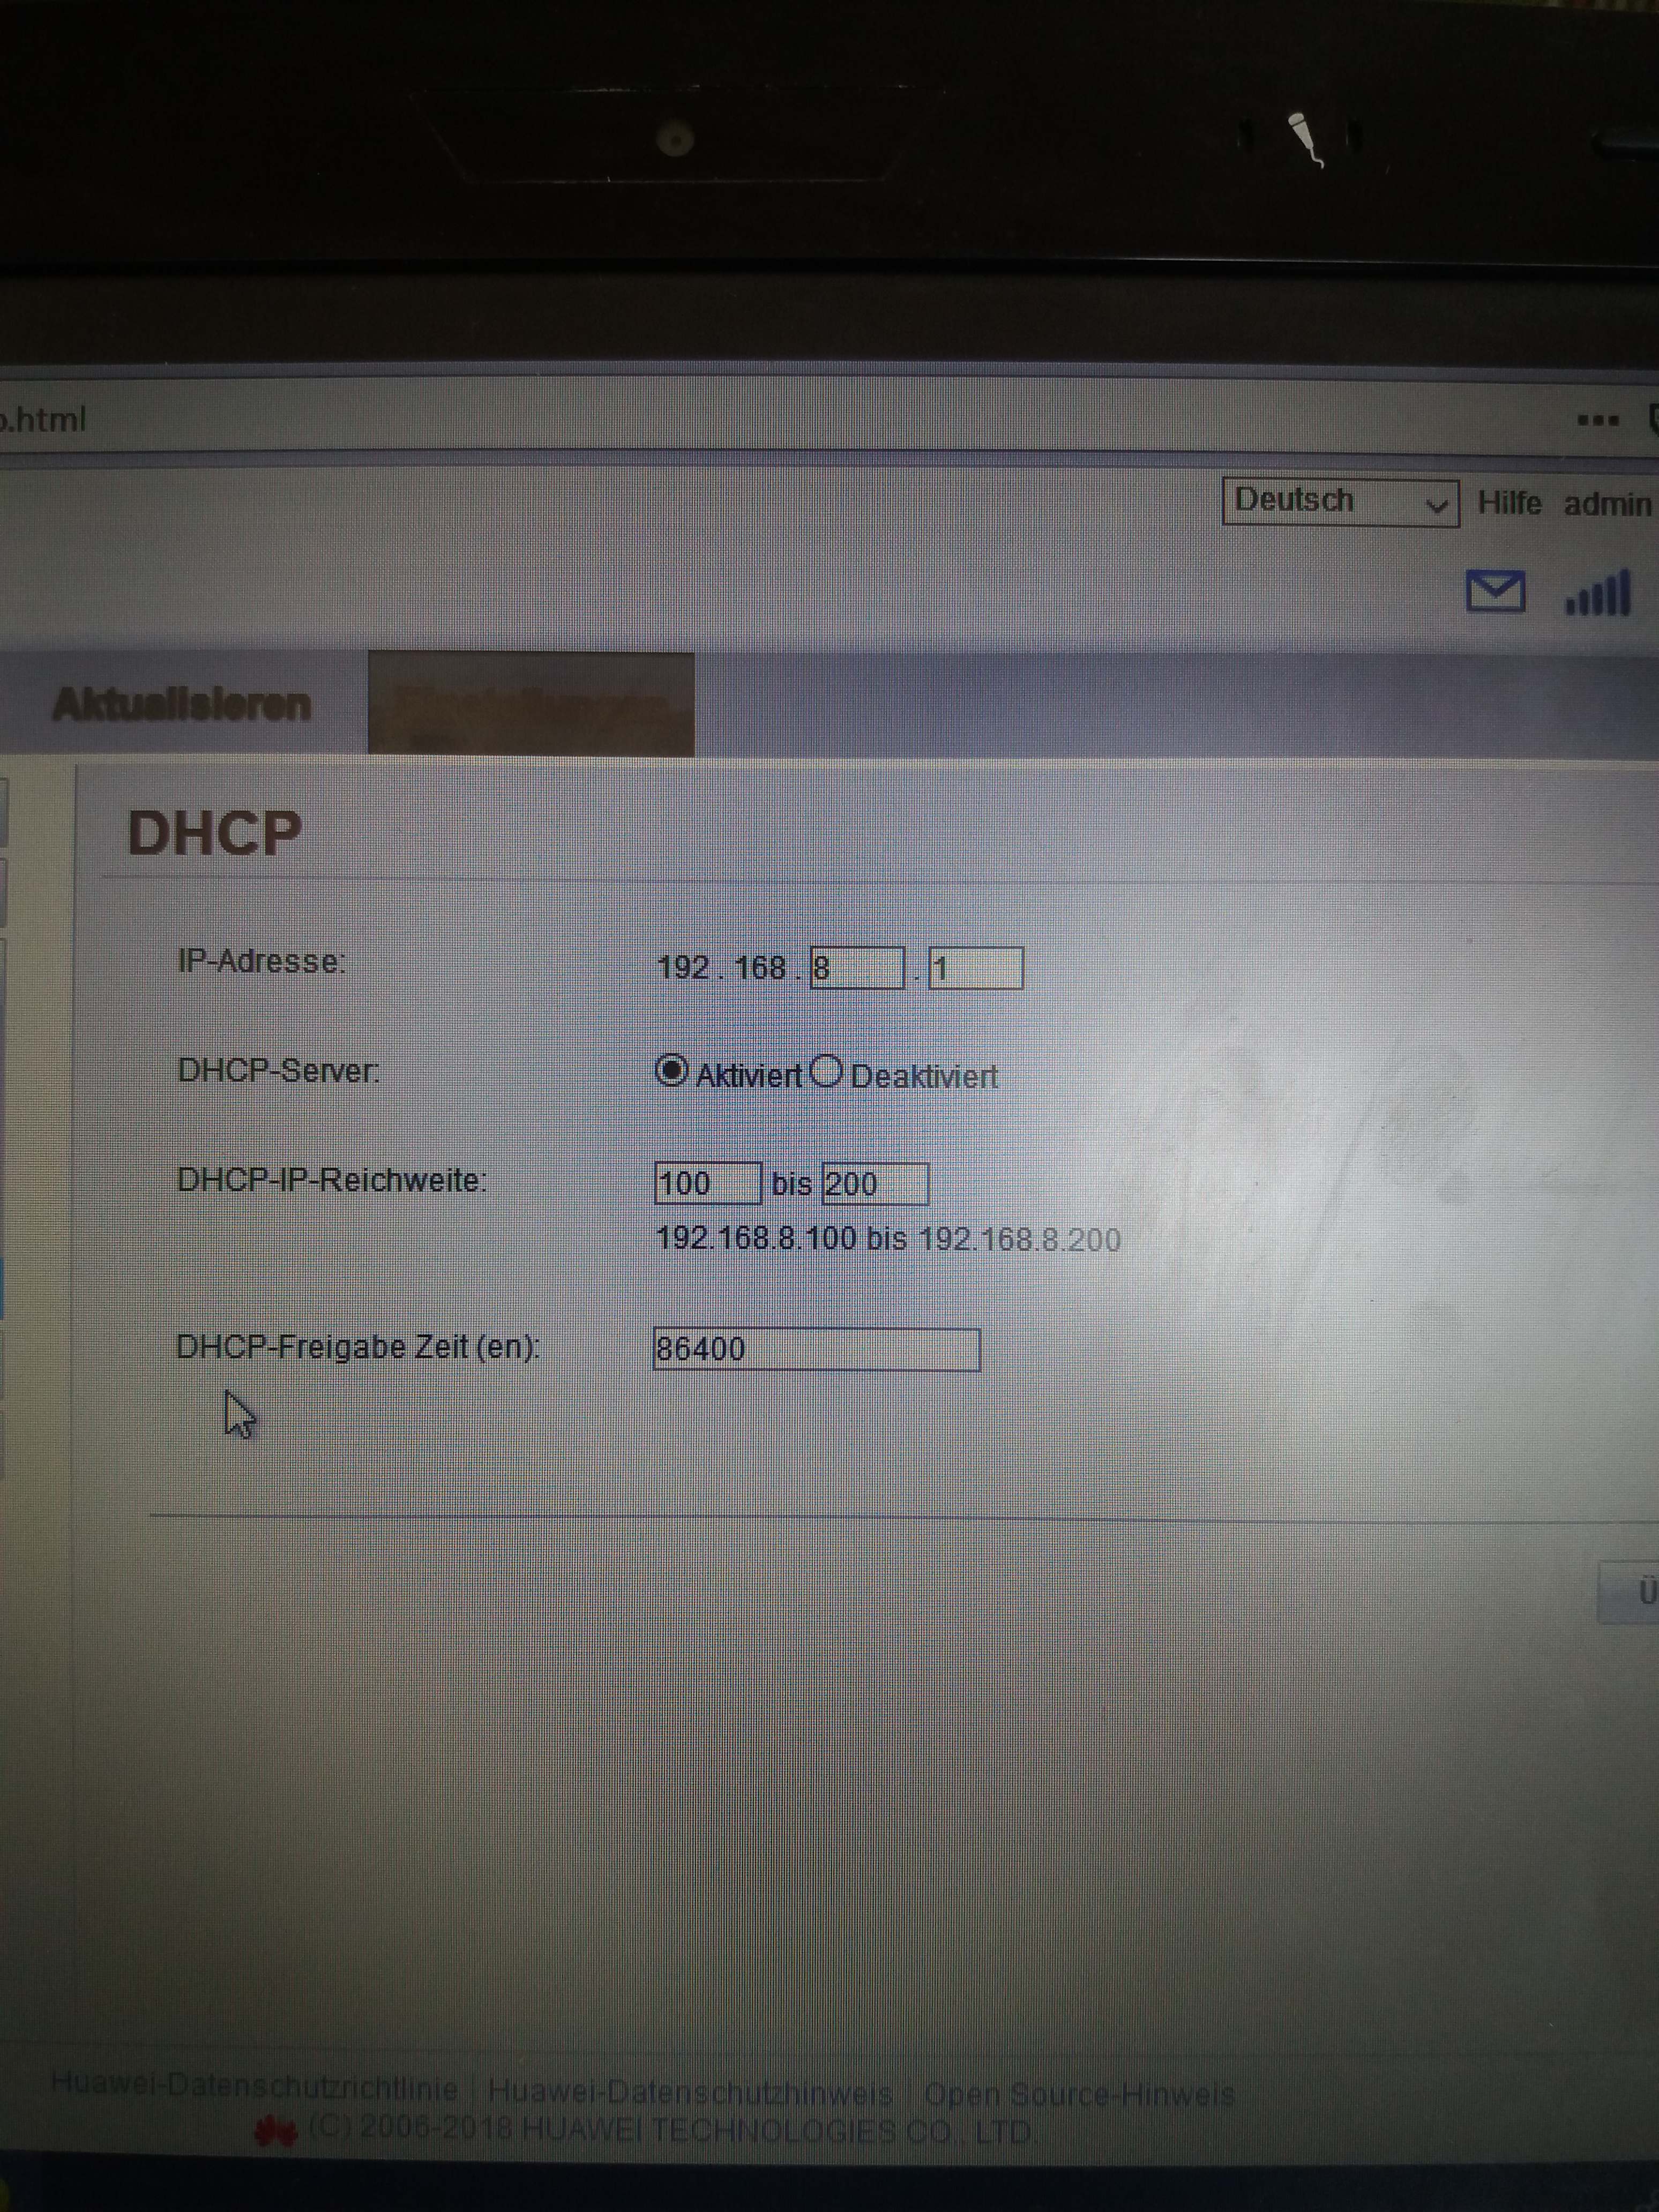 .html
Deutsch Hilfe admin
Aktualisieren
DHCP
IP-Adresse: 192 . 168 . 8 . 1
DHCP-Server: Aktiviert Deaktiviert
DHCP-IP-Reichweite: 100 bis 200
192.168.8.100 bis 192.168.8.200
DHCP-Freigabe Zeit (en): 86400
Ü
Huawei-Datenschutzrichtlinie | Huawei-Datenschutzhinweis | Open Source-Hinweis
(C) 2006-2018 HUAWEI TECHNOLOGIES CO., LTD.